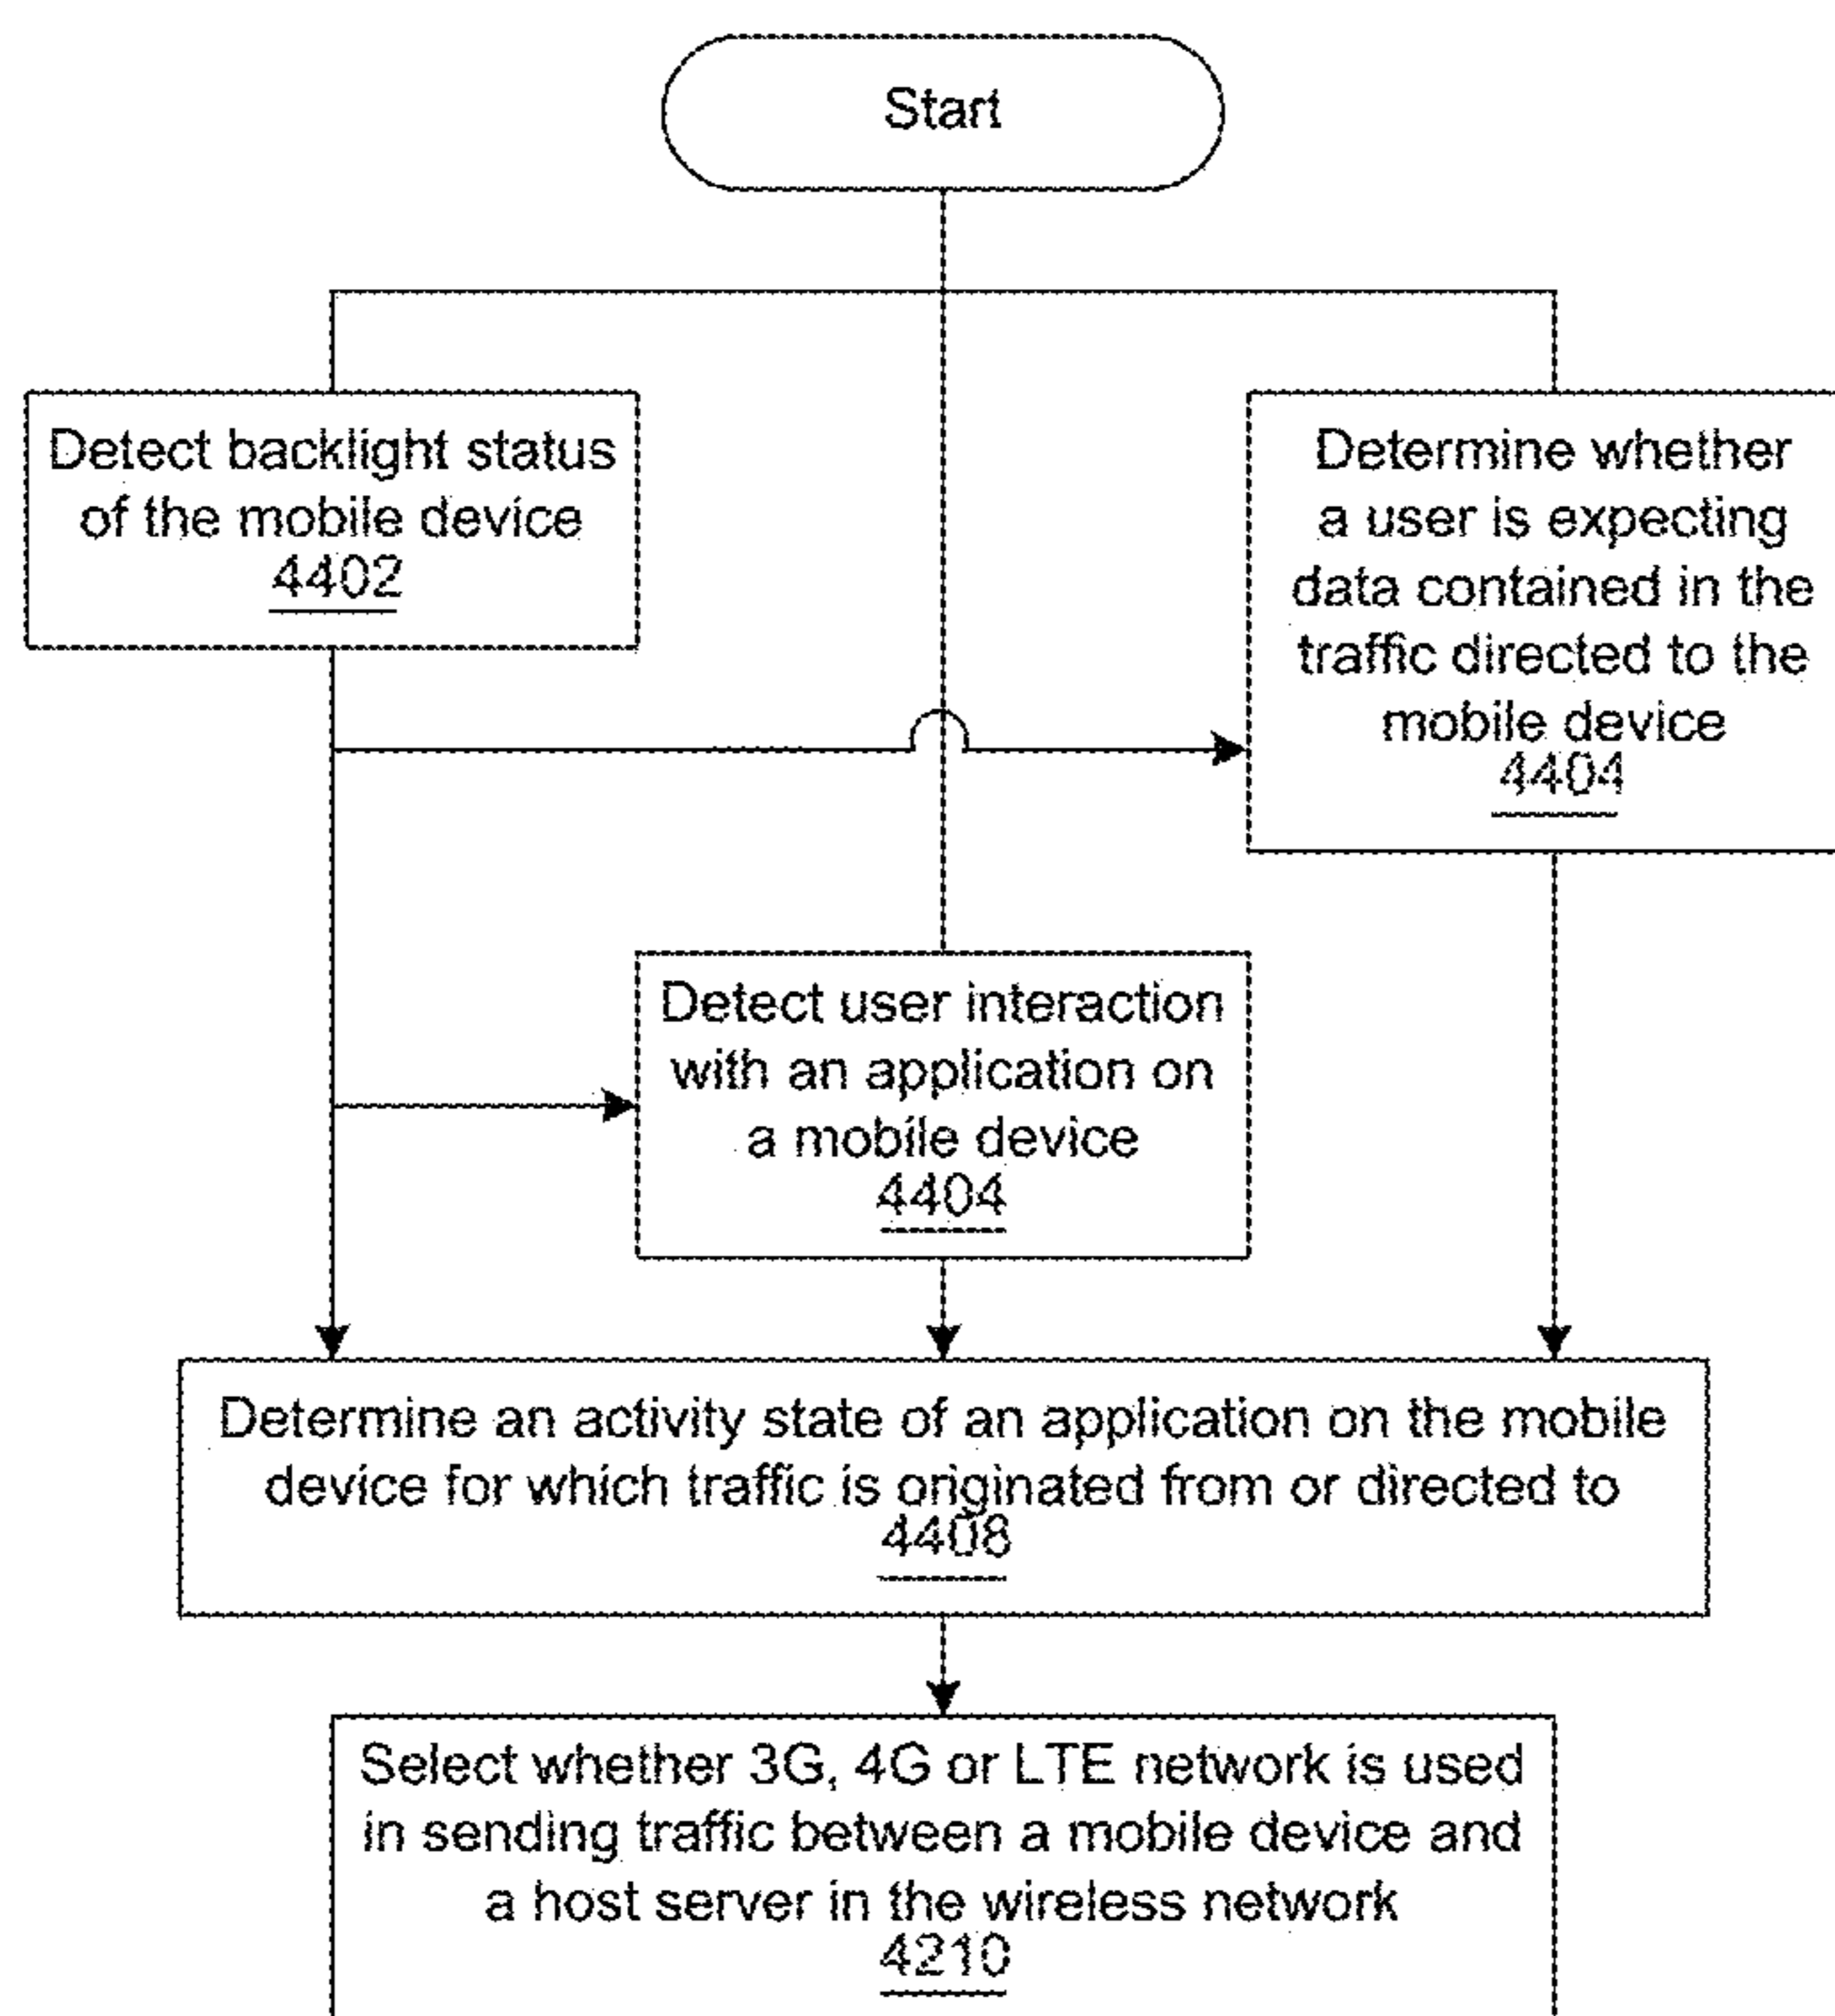 Start
Detect backlight status
of the mobile device
4402
Determine whether
a user is expecting
data contained in the
traffic directed to the
mobile device
4404
Detect user interaction
with an application on
a mobile device
4404
Determine an activity state of an application on the mobile
device for which traffic is originated from or directed to
4408
Select whether 3G, 4G or LTE network is used
in sending traffic between a mobile device and
a host server in the wireless network
4210